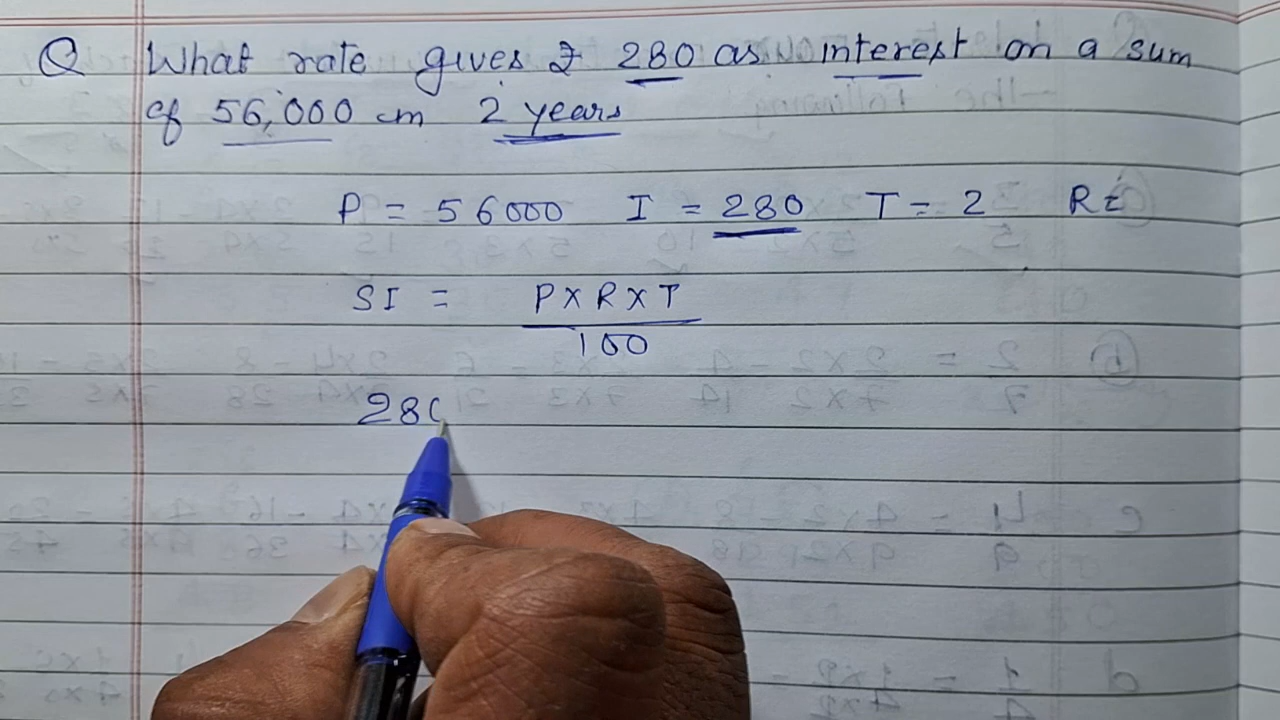 Q What rate gives ₹ 280 as interest on a sum
of 56,000 in 2 years
P = 56000 I = 280 T = 2 R
SI = P X R X T
100
280